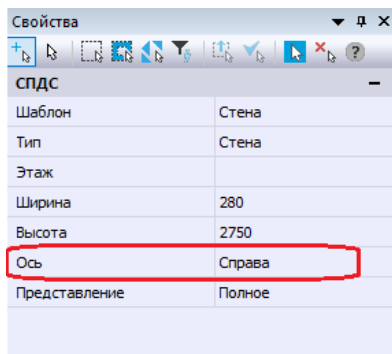 Свойства
СПДС
Шаблон Стена
Тип Стена
Этаж
Ширина 280
Высота 2750
Ось Справа
Представление Полное